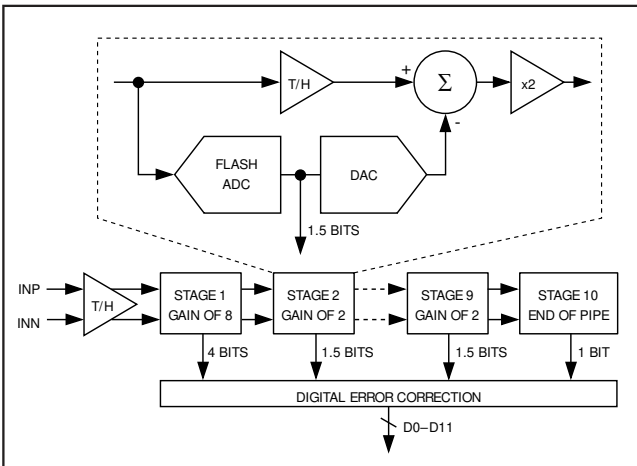 T/H
+
Σ
-
x2
FLASH
ADC
DAC
1.5 BITS
INP
INN
T/H
STAGE 1
GAIN OF 8
STAGE 2
GAIN OF 2
STAGE 9
GAIN OF 2
STAGE 10
END OF PIPE
4 BITS
1.5 BITS
1.5 BITS
1 BIT
DIGITAL ERROR CORRECTION
D0–D11